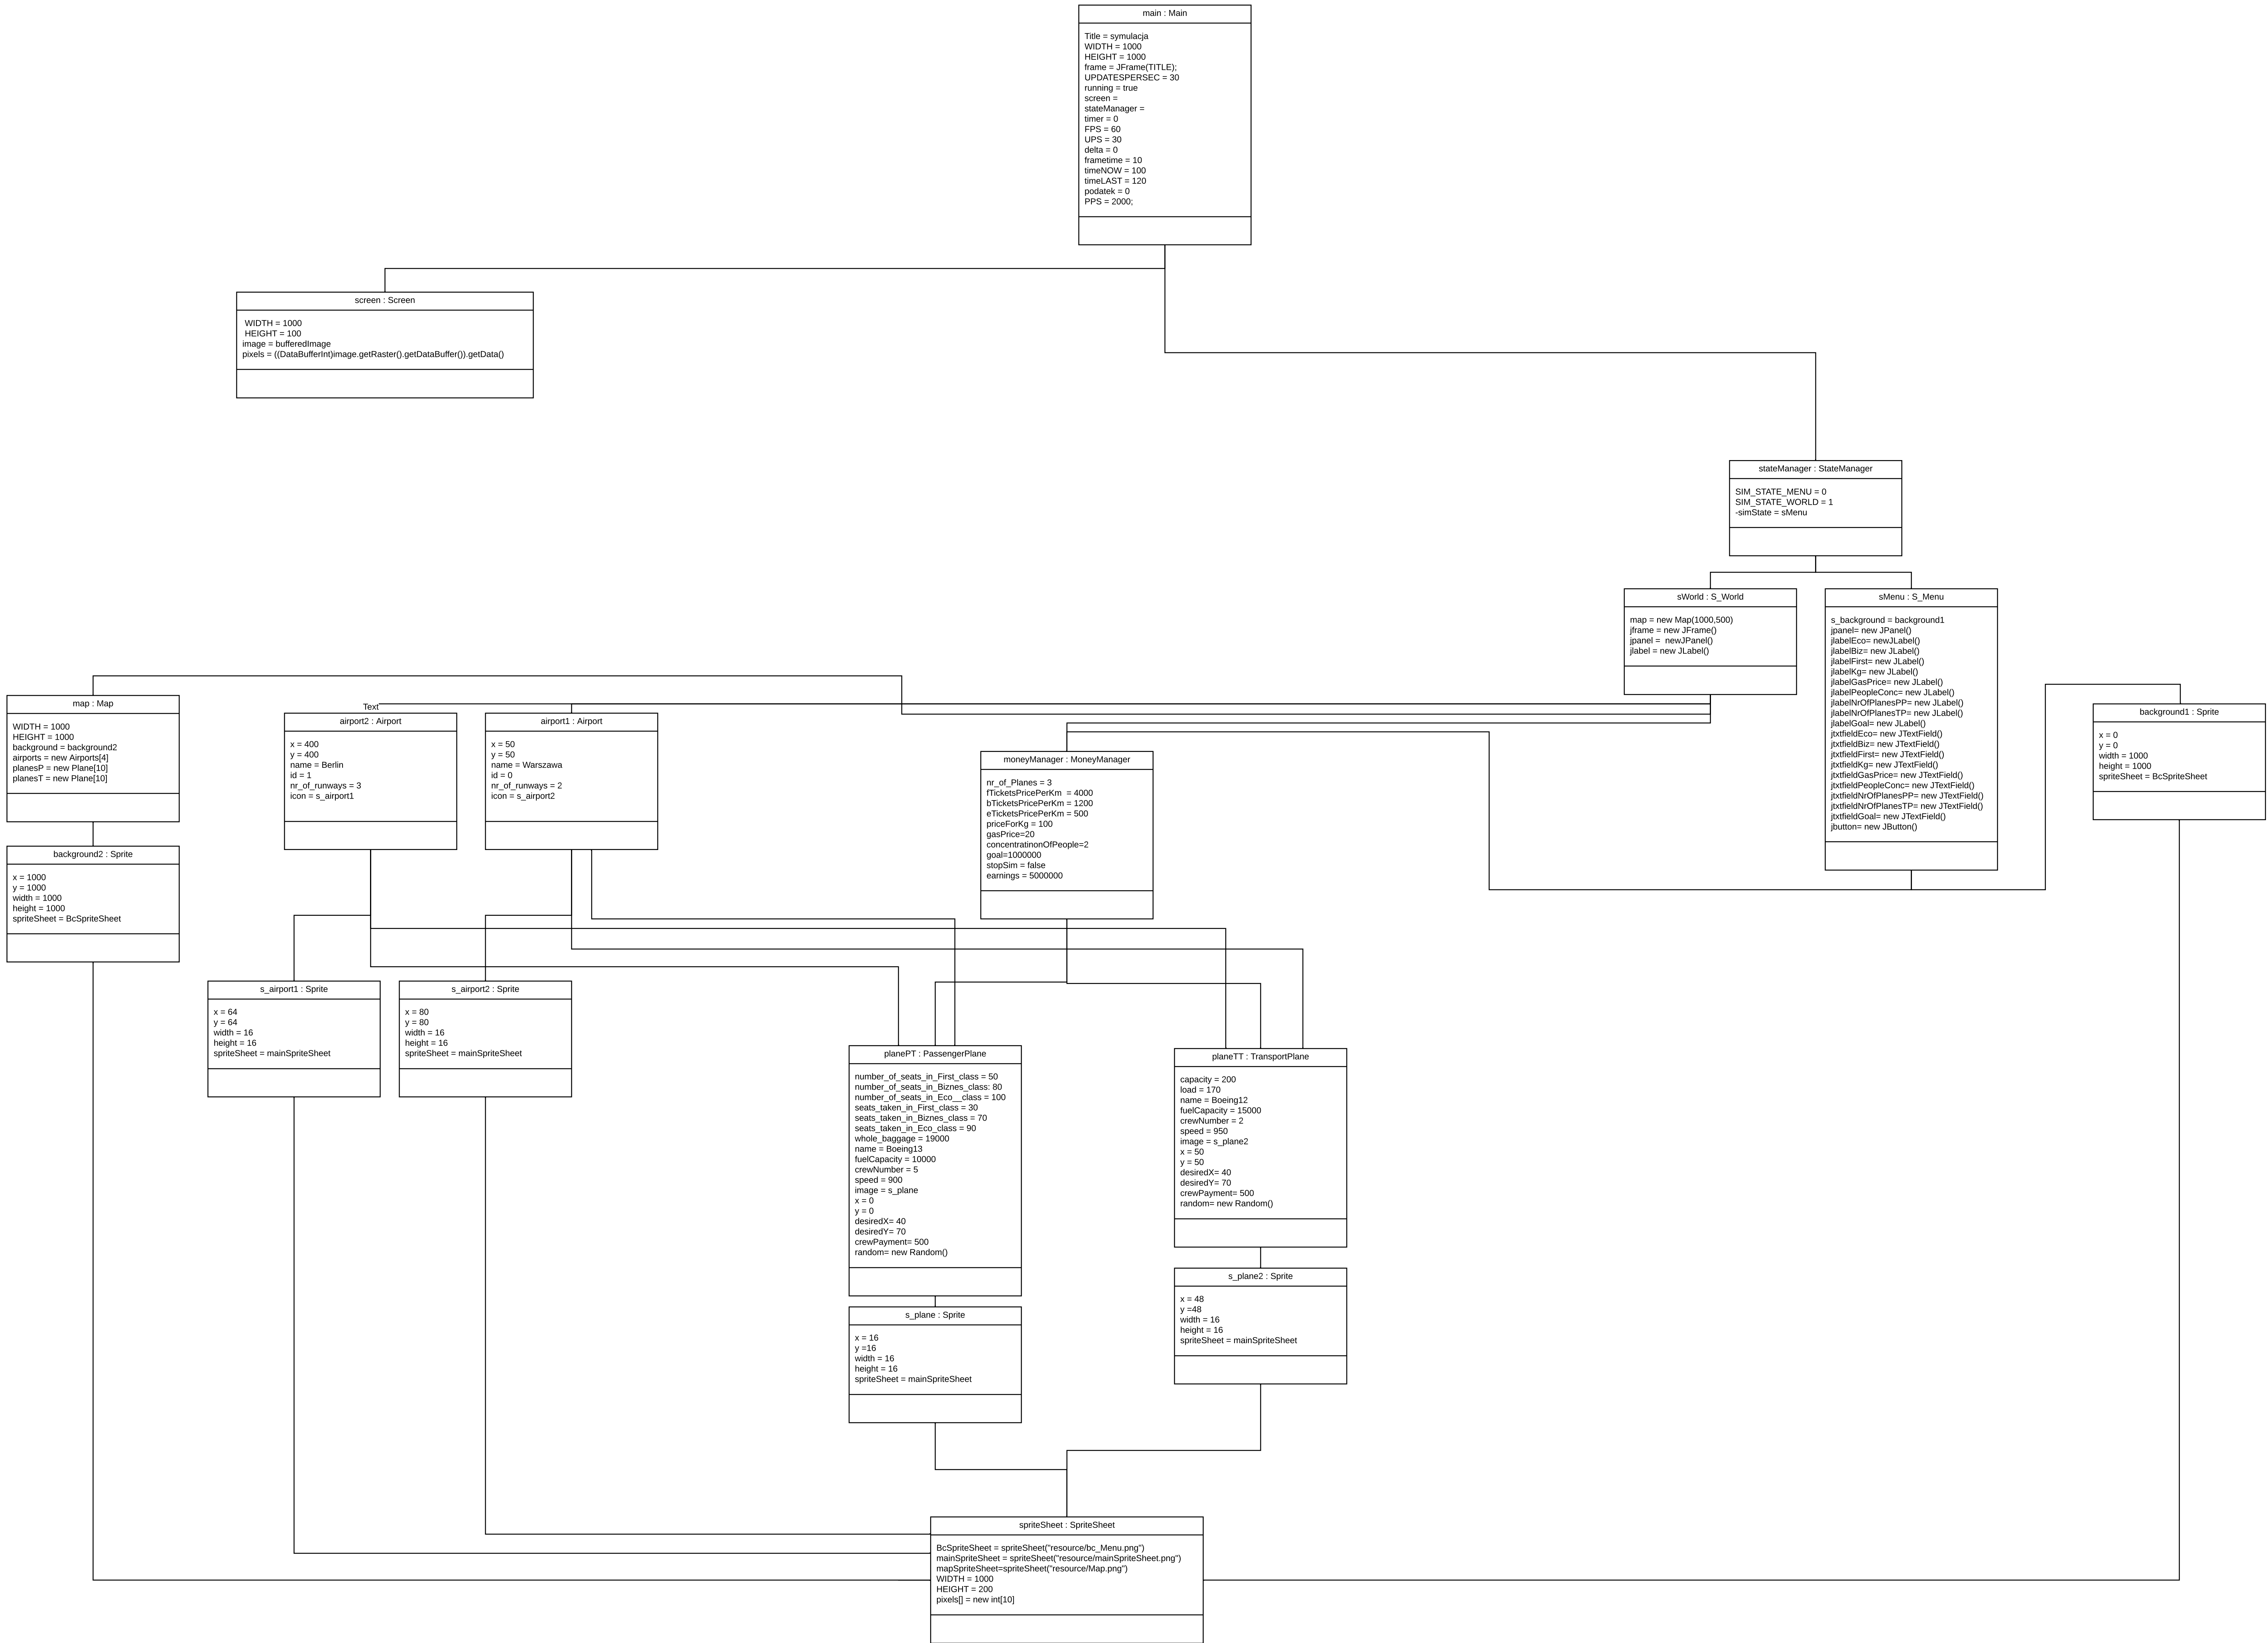 main : Main
Title = symulacja
WIDTH = 1000
HEIGHT = 1000
frame = JFrame(TITLE);
UPDATESPERSEC = 30
running = true
screen =
stateManager =
timer = 0
FPS = 60
UPS = 30
delta = 0
frametime = 10
timeNOW = 100
timeLAST = 120
podatek = 0
PPS = 2000;
screen : Screen
WIDTH = 1000
HEIGHT = 100
image = bufferedImage
pixels = ((DataBufferInt)image.getRaster().getDataBuffer()).getData()
stateManager : StateManager
SIM_STATE_MENU = 0
SIM_STATE_WORLD = 1
-simState = sMenu
sWorld : S_World
map = new Map(1000,500)
jframe = new JFrame()
jpanel =  newJPanel()
jlabel = new JLabel()
sMenu : S_Menu
s_background = background1
jpanel= new JPanel()
jlabelEco= newJLabel()
jlabelBiz= new JLabel()
jlabelFirst= new JLabel()
jlabelKg= new JLabel()
jlabelGasPrice= new JLabel()
jlabelPeopleConc= new JLabel()
jlabelNrOfPlanesPP= new JLabel()
jlabelNrOfPlanesTP= new JLabel()
jlabelGoal= new JLabel()
jtxtfieldEco= new JTextField()
jtxtfieldBiz= new JTextField()
jtxtfieldFirst= new JTextField()
jtxtfieldKg= new JTextField()
jtxtfieldGasPrice= new JTextField()
jtxtfieldPeopleConc= new JTextField()
jtxtfieldNrOfPlanesPP= new JTextField()
jtxtfieldNrOfPlanesTP= new JTextField()
jtxtfieldGoal= new JTextField()
jbutton= new JButton()
map : Map
WIDTH = 1000
HEIGHT = 1000
background = background2
airports = new Airports[4]
planesP = new Plane[10]
planesT = new Plane[10]
Text
airport2 : Airport
x = 400
y = 400
name = Berlin
id = 1
nr_of_runways = 3
icon = s_airport1
airport1 : Airport
x = 50
y = 50
name = Warszawa
id = 0
nr_of_runways = 2
icon = s_airport2
background1 : Sprite
x = 0
y = 0
width = 1000
height = 1000
spriteSheet = BcSpriteSheet
moneyManager : MoneyManager
nr_of_Planes = 3
fTicketsPricePerKm  = 4000
bTicketsPricePerKm = 1200
eTicketsPricePerKm = 500
priceForKg = 100
gasPrice=20
concentratinonOfPeople=2
goal=1000000
stopSim = false
earnings = 5000000
background2 : Sprite
x = 1000
y = 1000
width = 1000
height = 1000
spriteSheet = BcSpriteSheet
s_airport1 : Sprite
x = 64
y = 64
width = 16
height = 16
spriteSheet = mainSpriteSheet
s_airport2 : Sprite
x = 80
y = 80
width = 16
height = 16
spriteSheet = mainSpriteSheet
planePT : PassengerPlane
number_of_seats_in_First_class = 50
number_of_seats_in_Biznes_class: 80
number_of_seats_in_Eco__class = 100
seats_taken_in_First_class = 30
seats_taken_in_Biznes_class = 70
seats_taken_in_Eco_class = 90
whole_baggage = 19000
name = Boeing13
fuelCapacity = 10000
crewNumber = 5
speed = 900
image = s_plane
x = 0
y = 0
desiredX= 40
desiredY= 70
crewPayment= 500
random= new Random()
planeTT : TransportPlane
capacity = 200
load = 170
name = Boeing12
fuelCapacity = 15000
crewNumber = 2
speed = 950
image = s_plane2
x = 50
y = 50
desiredX= 40
desiredY= 70
crewPayment= 500
random= new Random()
s_plane2 : Sprite
x = 48
y =48
width = 16
height = 16
spriteSheet = mainSpriteSheet
s_plane : Sprite
x = 16
y =16
width = 16
height = 16
spriteSheet = mainSpriteSheet
spriteSheet : SpriteSheet
BcSpriteSheet = spriteSheet("resource/bc_Menu.png")
mainSpriteSheet = spriteSheet("resource/mainSpriteSheet.png")
mapSpriteSheet=spriteSheet("resource/Map.png")
WIDTH = 1000
HEIGHT = 200
pixels[] = new int[10]